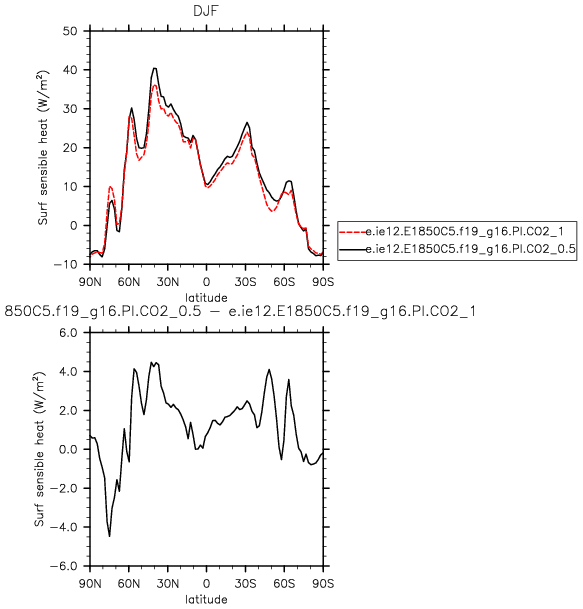 DJF
60
50
40
30
20
10
0
−10
Surf sensible heat (W/m²)
90N 60N 30N 0 30S 60S 90S
latitude
e.ie12.E1850C5.f19_g16.PI.CO2_1
e.ie12.E1850C5.f19_g16.PI.CO2_0.5
850C5.f19_g16.PI.CO2_0.5 − e.ie12.E1850C5.f19_g16.PI.CO2_1
6.0
4.0
2.0
0.0
−2.0
−4.0
−6.0
Surf sensible heat (W/m²)
90N 60N 30N 0 30S 60S 90S
latitude